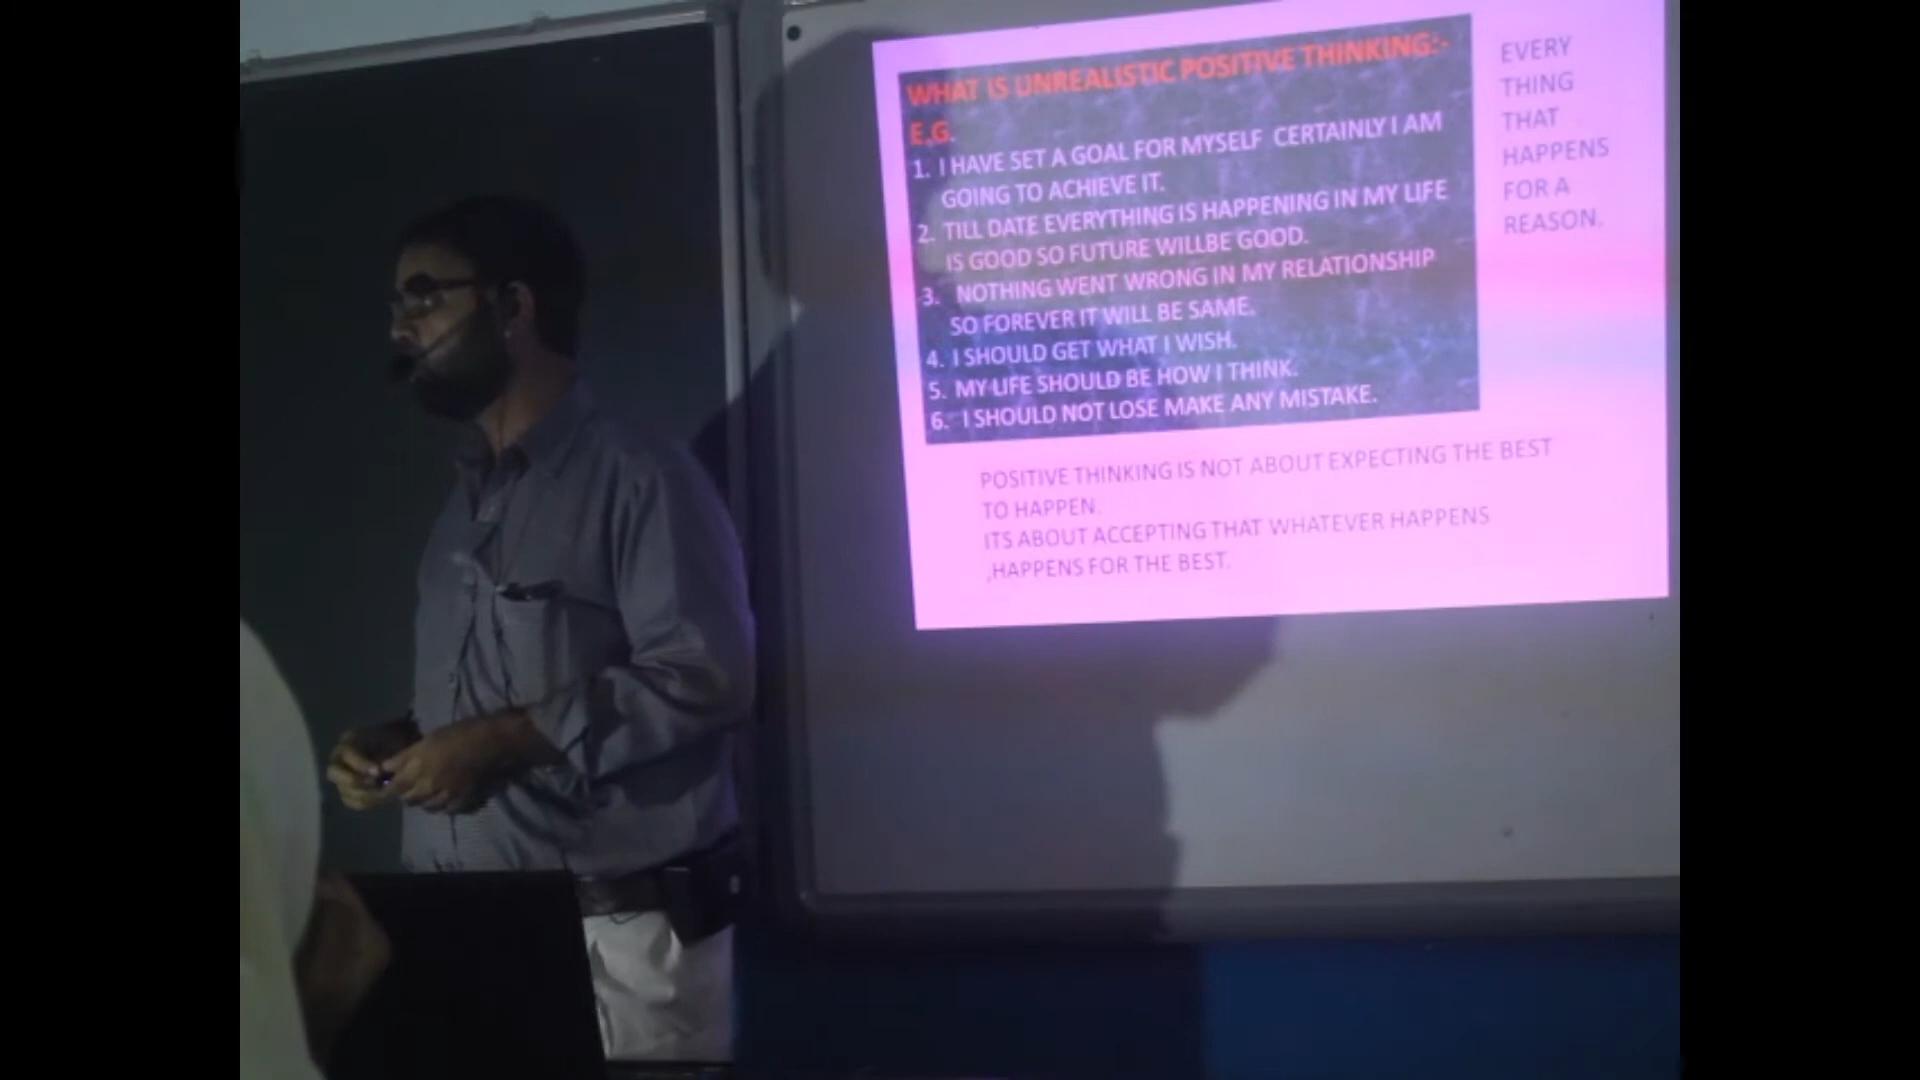 WHAT IS UNREALISTIC POSITIVE THINKING:-
E.G.
1. I HAVE SET A GOAL FOR MYSELF CERTAINLY I AM
GOING TO ACHIEVE IT.
2. TILL DATE EVERYTHING IS HAPPENING IN MY LIFE
IS GOOD SO FUTURE WILLBE GOOD.
3. NOTHING WENT WRONG IN MY RELATIONSHIP
SO FOREVER IT WILL BE SAME.
4. I SHOULD GET WHAT I WISH.
5. MY LIFE SHOULD BE HOW I THINK.
6. I SHOULD NOT LOSE MAKE ANY MISTAKE.
EVERY
THING
THAT
HAPPENS
FOR A
REASON.
POSITIVE THINKING IS NOT ABOUT EXPECTING THE BEST
TO HAPPEN.
ITS ABOUT ACCEPTING THAT WHATEVER HAPPENS
,HAPPENS FOR THE BEST.